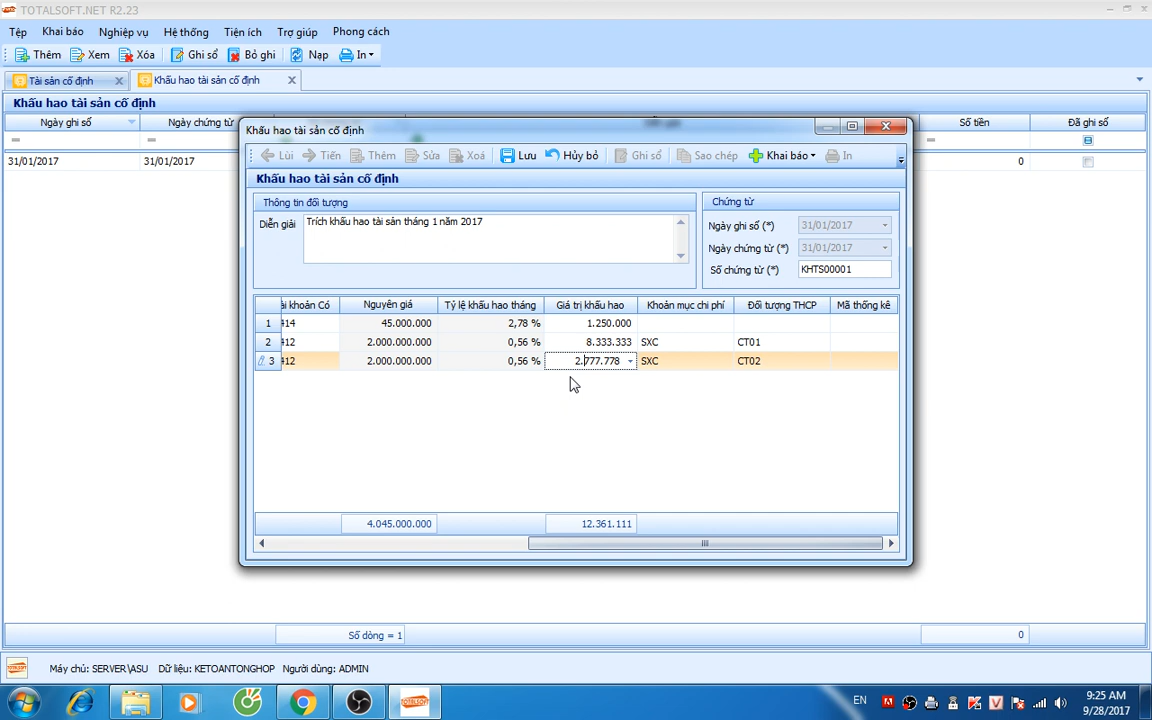 TOTALSOFT.NET R2.23
Tệp Khai báo Nghiệp vụ Hệ thống Tiện ích Trợ giúp Phong cách
Thêm Xem Xóa Ghi sổ Bỏ ghi Nạp In
Tài sản cố định Khấu hao tài sản cố định
Khấu hao tài sản cố định
Ngày ghi sổ Ngày chứng từ Số tiền Đã ghi sổ
31/01/2017 31/01/2017 0
Khấu hao tài sản cố định
Lùi Tiến Thêm Sửa Xoá Lưu Hủy bỏ Ghi sổ Sao chép Khai báo In
Khấu hao tài sản cố định
Thông tin đối tượng Chứng từ
Diễn giải Trích khấu hao tài sản tháng 1 năm 2017
Ngày ghi sổ (*) 31/01/2017
Ngày chứng từ (*) 31/01/2017
Số chứng từ (*) KHTS00001
ài khoản Có Nguyên giá Tỷ lệ khấu hao tháng Giá trị khấu hao Khoản mục chi phí Đối tượng THCP Mã thống kê
1 414 45.000.000 2,78 % 1.250.000
2 412 2.000.000.000 0,56 % 8.333.333 SXC CT01
3 412 2.000.000.000 0,56 % 2.777.778 SXC CT02
4.045.000.000 12.361.111
Số dòng = 1 0
TOTALSOFT Máy chủ: SERVER\ASU Dữ liệu: KETOANTONGHOP Người dùng: ADMIN
EN 9:25 AM
9/28/2017